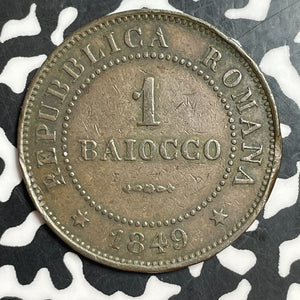 REPUBBLICA ROMANA
1
BAIOCCO
1849